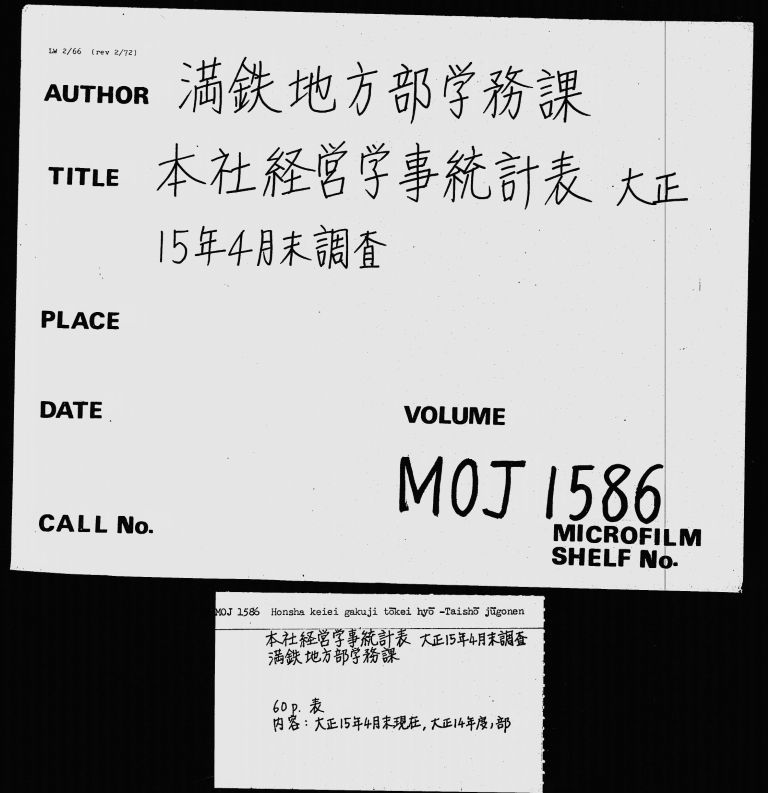 LW 2/66 (rev 2/72)
AUTHOR 満鉄地方部学務課
TITLE 本社経営学事統計表 大正
15年4月末調査
PLACE
DATE
VOLUME
MOJ 1586
CALL No.
MICROFILM
SHELF No.
MOJ 1586 Honsha keiei gakuji tōkei hyō -Taishō jūgonen
本社経営学事統計表 大正15年4月末調査
満鉄地方部学務課
60p. 表
内容: 大正15年4月末現在, 大正14年度, 部